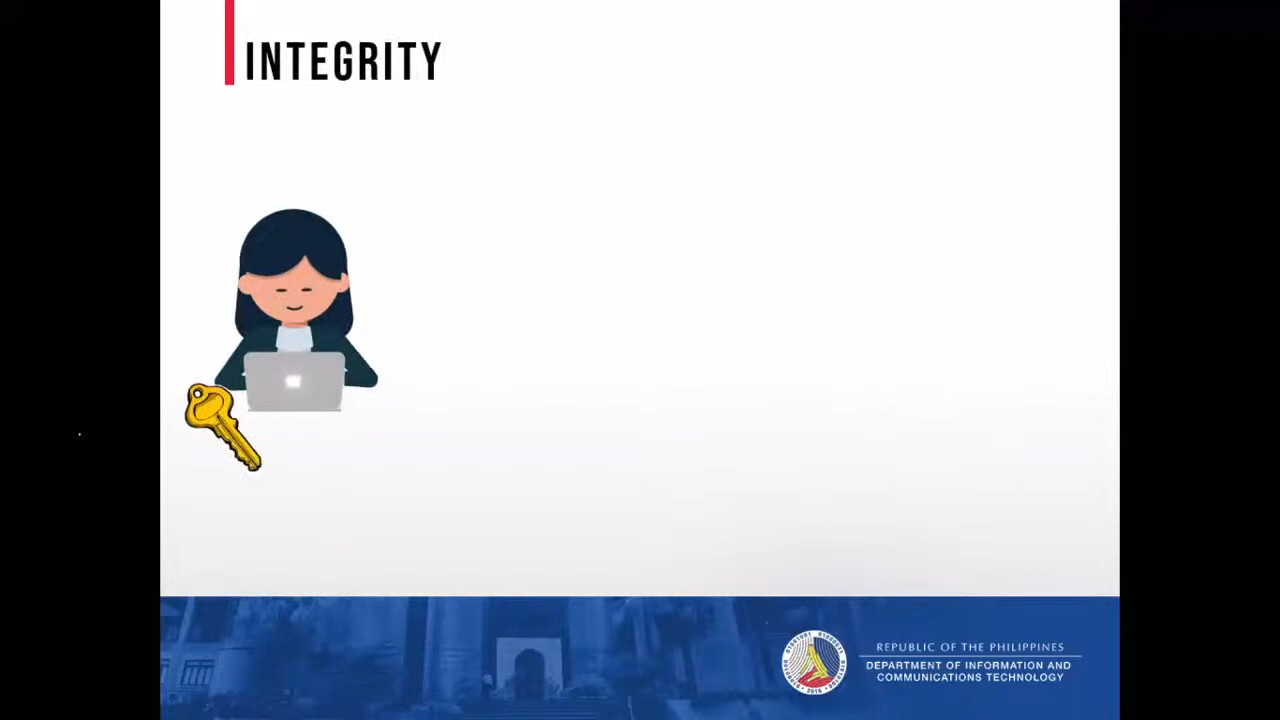 INTEGRITY
REPUBLIC OF THE PHILIPPINES
DEPARTMENT OF INFORMATION AND
COMMUNICATIONS TECHNOLOGY